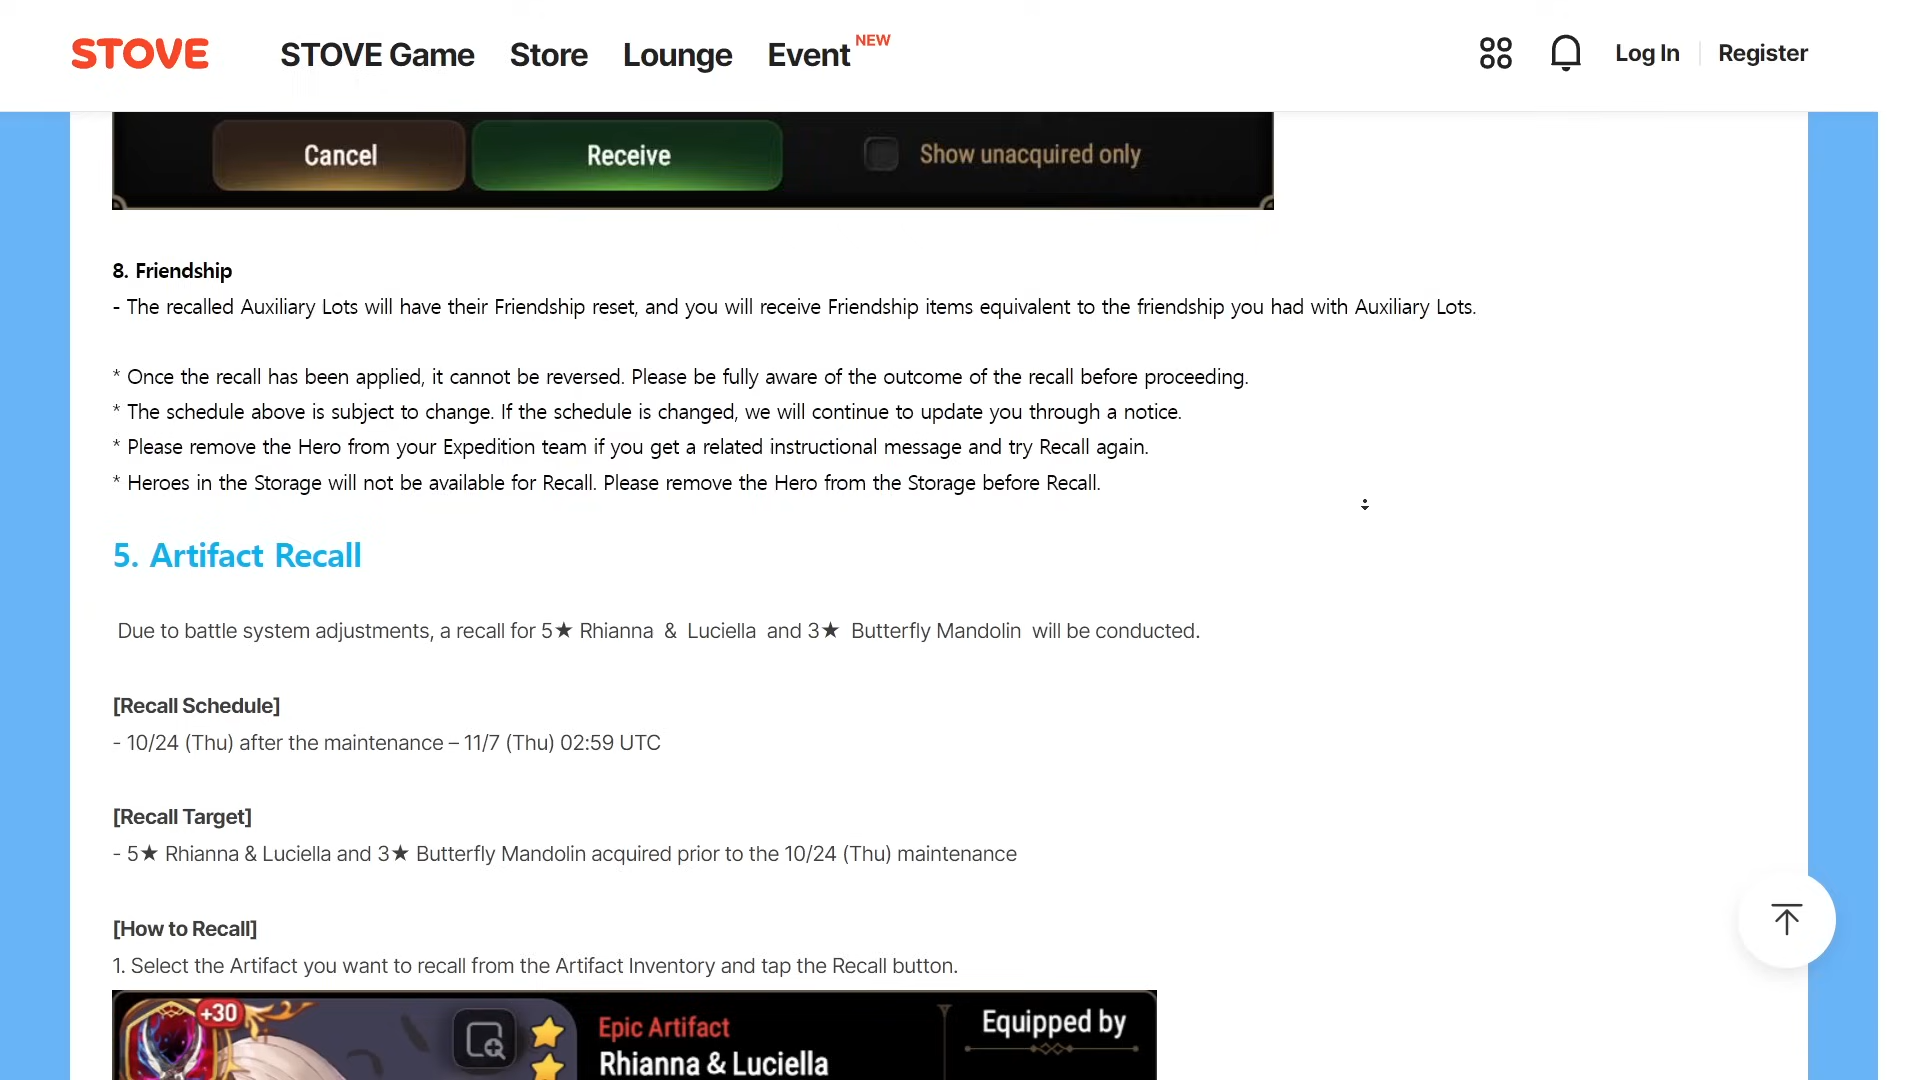 STOVE
STOVE Game
Store
Lounge
Event
NEW
Log In
Register
Cancel
Receive
Show unacquired only
8. Friendship
- The recalled Auxiliary Lots will have their Friendship reset, and you will receive Friendship items equivalent to the friendship you had with Auxiliary Lots.
* Once the recall has been applied, it cannot be reversed. Please be fully aware of the outcome of the recall before proceeding.
* The schedule above is subject to change. If the schedule is changed, we will continue to update you through a notice.
* Please remove the Hero from your Expedition team if you get a related instructional message and try Recall again.
* Heroes in the Storage will not be available for Recall. Please remove the Hero from the Storage before Recall.
5. Artifact Recall
Due to battle system adjustments, a recall for 5★ Rhianna & Luciella and 3★ Butterfly Mandolin will be conducted.
[Recall Schedule]
- 10/24 (Thu) after the maintenance – 11/7 (Thu) 02:59 UTC
[Recall Target]
- 5★ Rhianna & Luciella and 3★ Butterfly Mandolin acquired prior to the 10/24 (Thu) maintenance
[How to Recall]
1. Select the Artifact you want to recall from the Artifact Inventory and tap the Recall button.
+30
Epic Artifact
Rhianna & Luciella
Equipped by